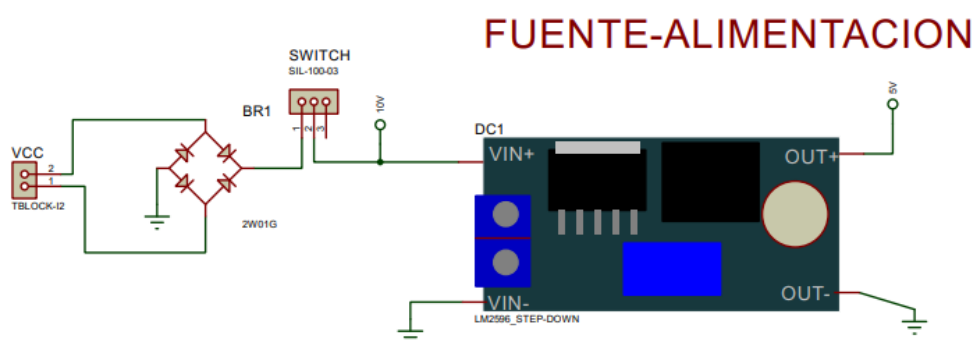 FUENTE-ALIMENTACION
SWITCH
SIL-100-03
BR1
1
2
3
10V
5V
DC1
VCC
2
1
TBLOCK-I2
2W01G
VIN+
OUT+
VIN-
OUT-
LM2596_STEP-DOWN